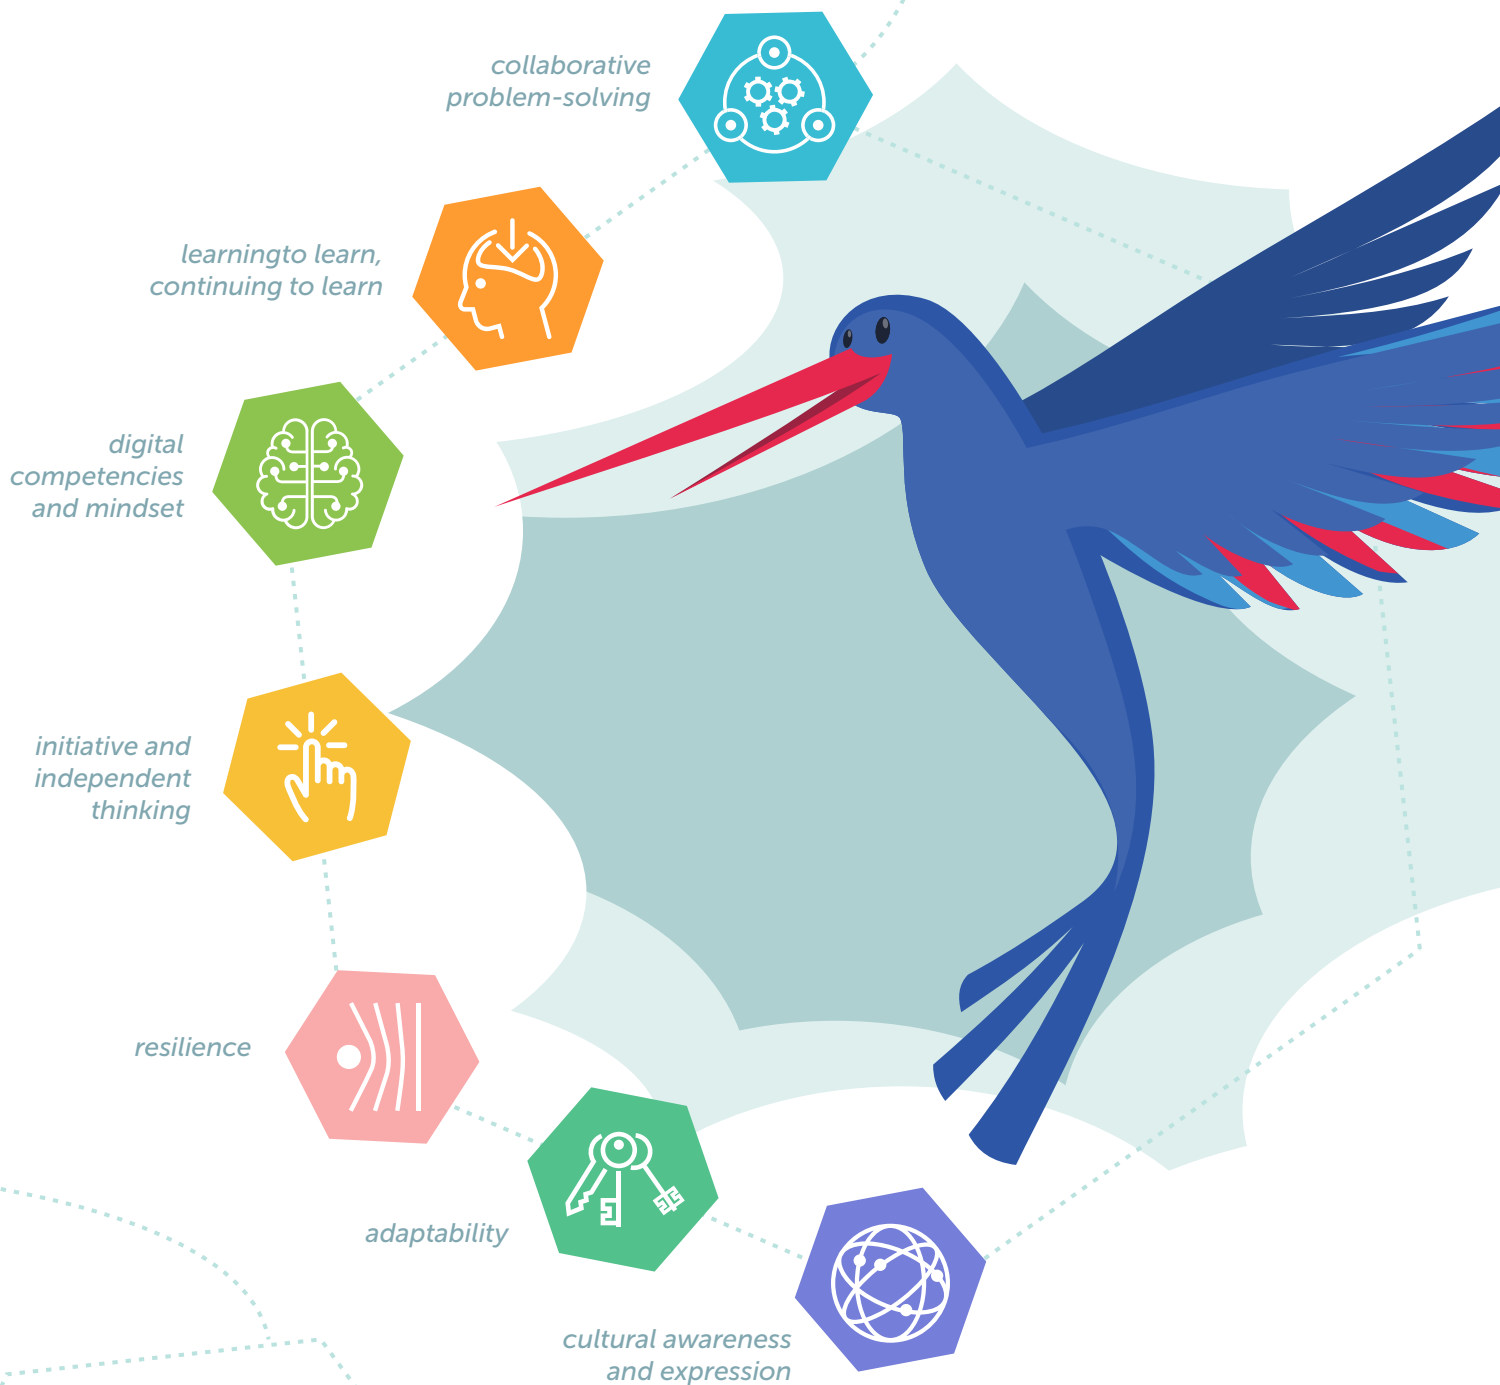 collaborative
problem-solving
learningto learn,
continuing to learn
digital
competencies
and mindset
initiative and
independent
thinking
resilience
adaptability
cultural awareness
and expression